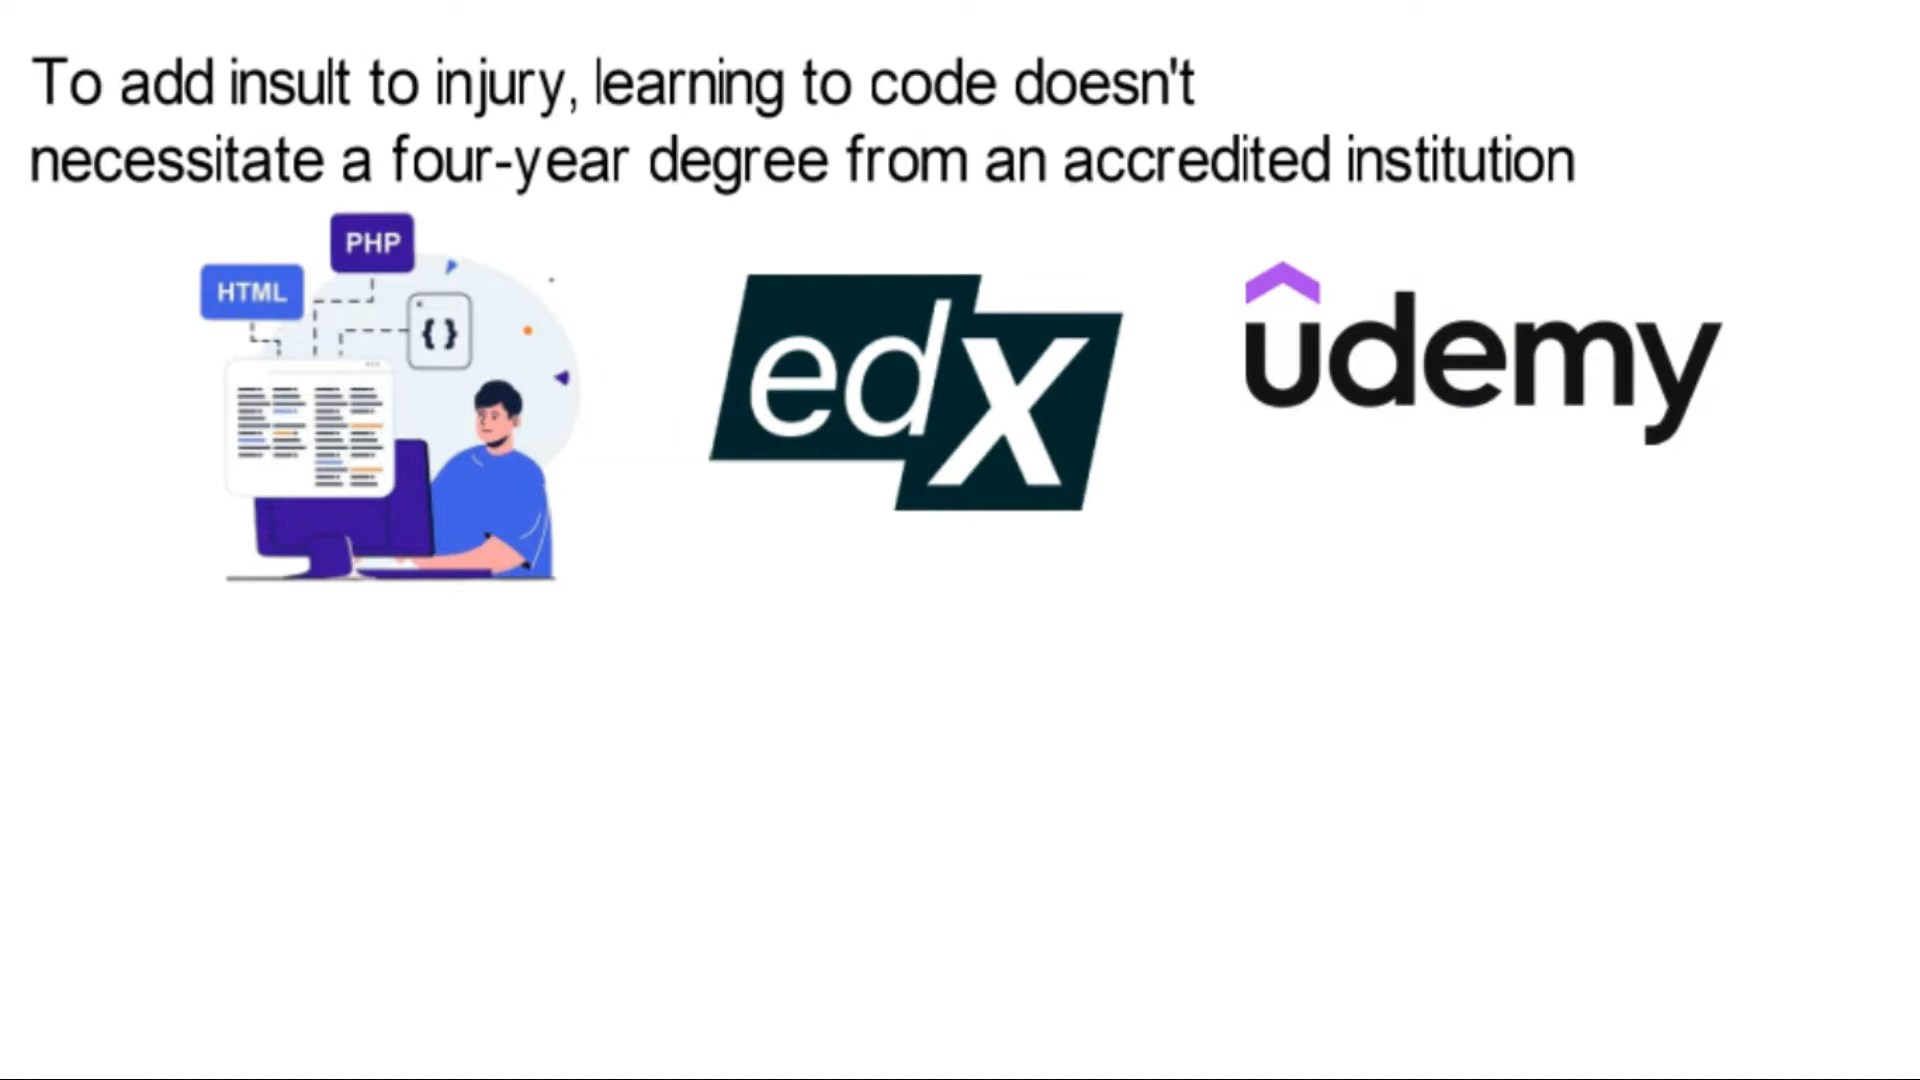 To add insult to injury, learning to code doesn't
necessitate a four-year degree from an accredited institution
PHP
HTML
{}
edX
udemy